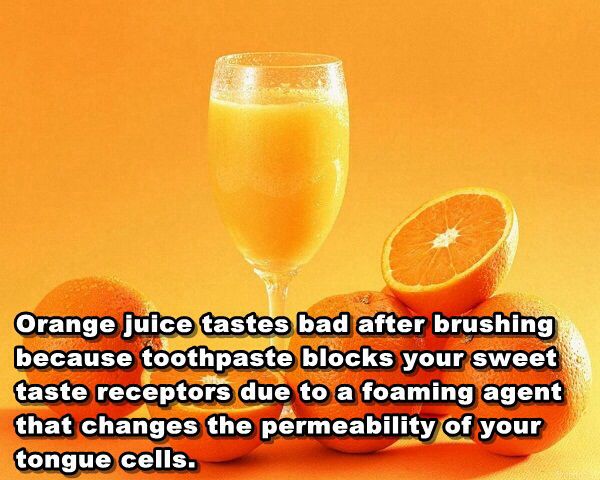 Orange juice tastes bad after brushing
because toothpaste blocks your sweet
taste receptors due to a foaming agent
that changes the permeability of your
tongue cells.